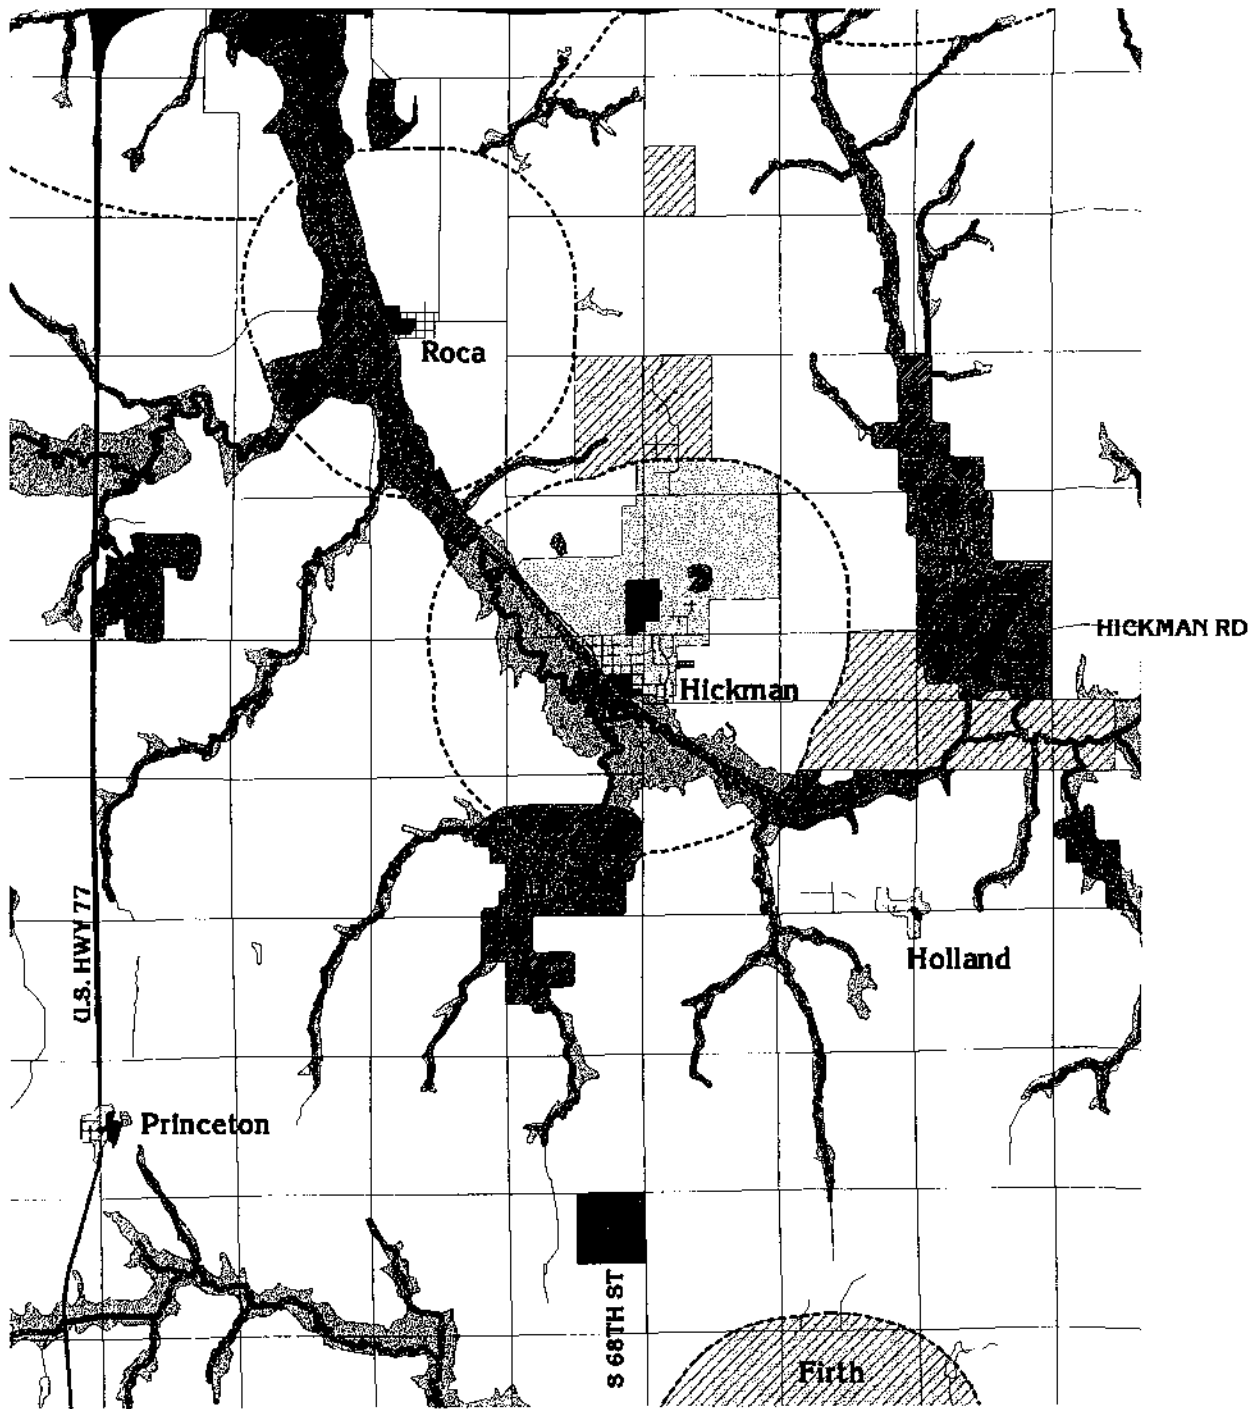 Roca
HICKMAN RD
Hickman
U.S. HWY 77
Holland
Princeton
S 68TH ST
Firth